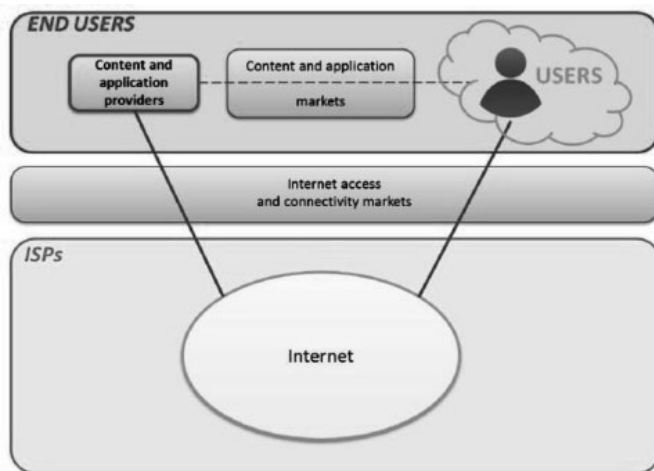 END USERS
Content and
application
providers
Content and application
markets
USERS
Internet access
and connectivity markets
ISPs
Internet